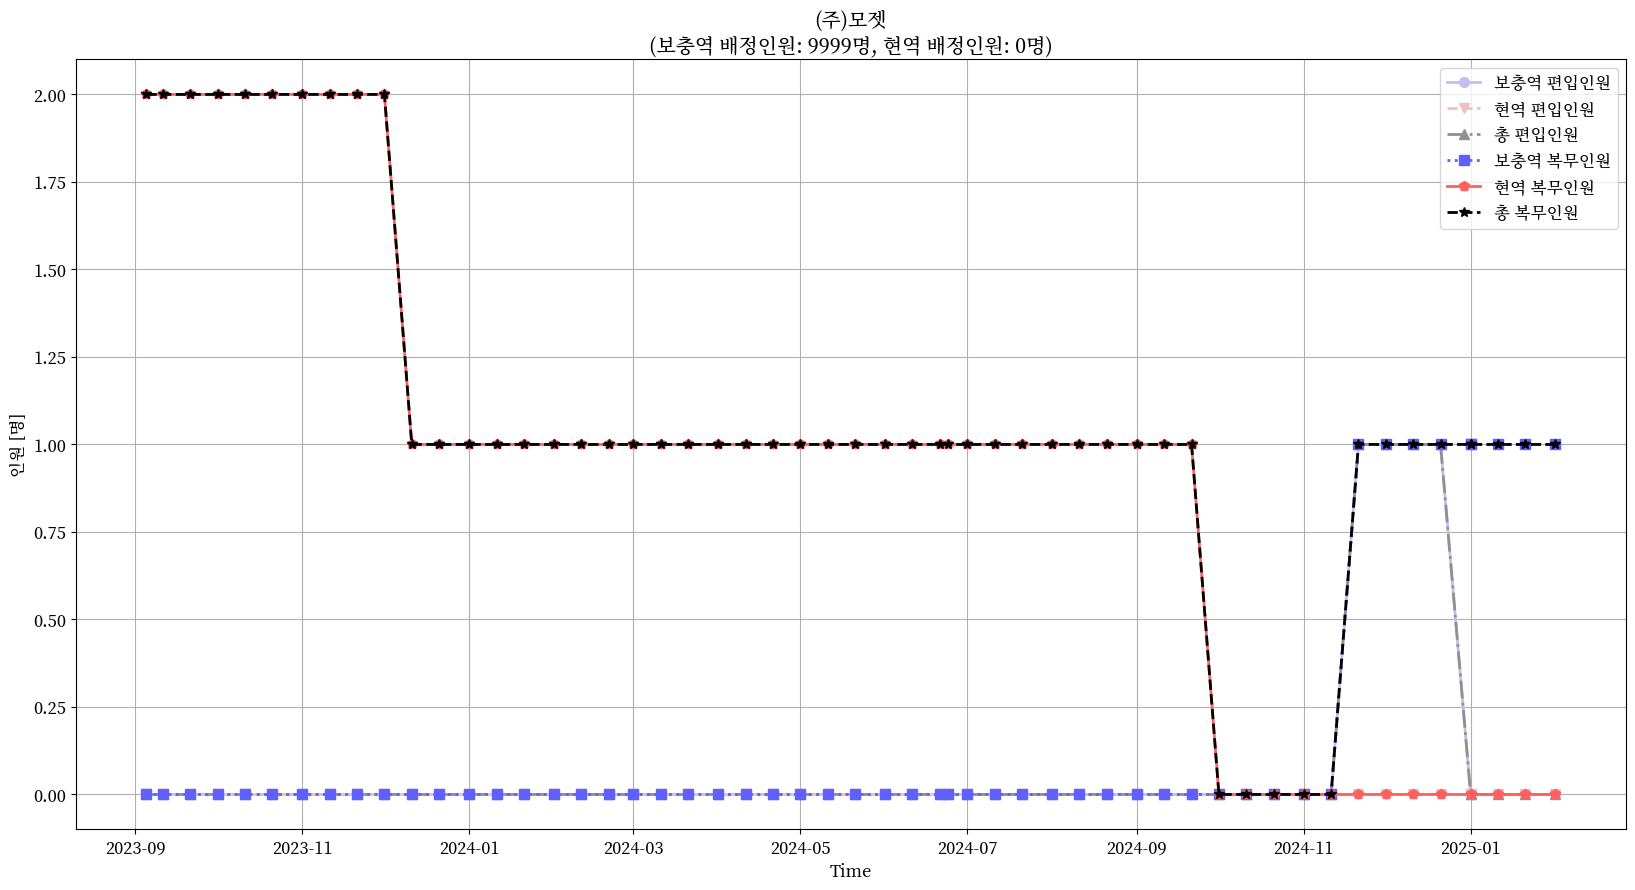 (주)모젯
(보충역 배정인원: 9999명, 현역 배정인원: 0명)
보충역 편입인원
현역 편입인원
총 편입인원
보충역 복무인원
현역 복무인원
총 복무인원
인원 [명]
2.00
1.75
1.50
1.25
1.00
0.75
0.50
0.25
0.00
2023-09
2023-11
2024-01
2024-03
2024-05
2024-07
2024-09
2024-11
2025-01
Time